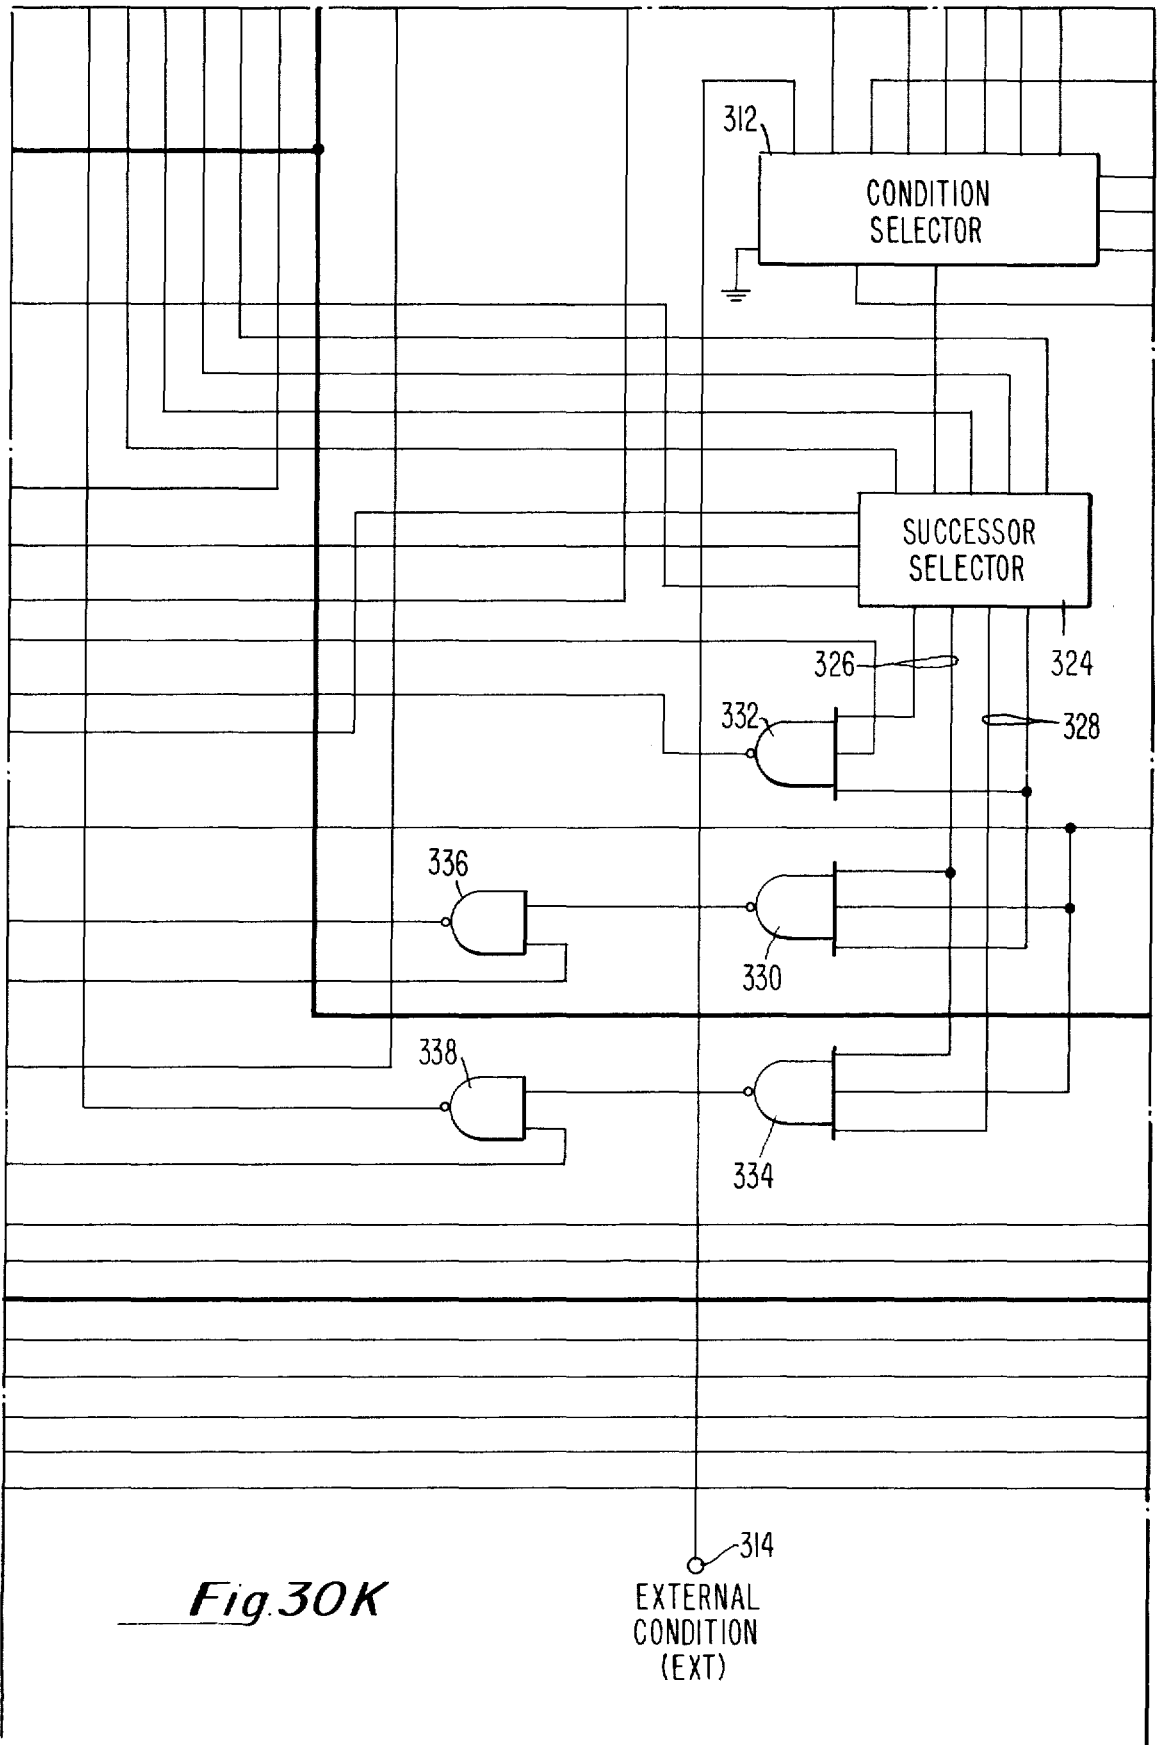 312
CONDITION
SELECTOR
SUCCESSOR
SELECTOR
326
324
332
328
336
330
338
334
314
EXTERNAL
CONDITION
(EXT)
Fig. 30K